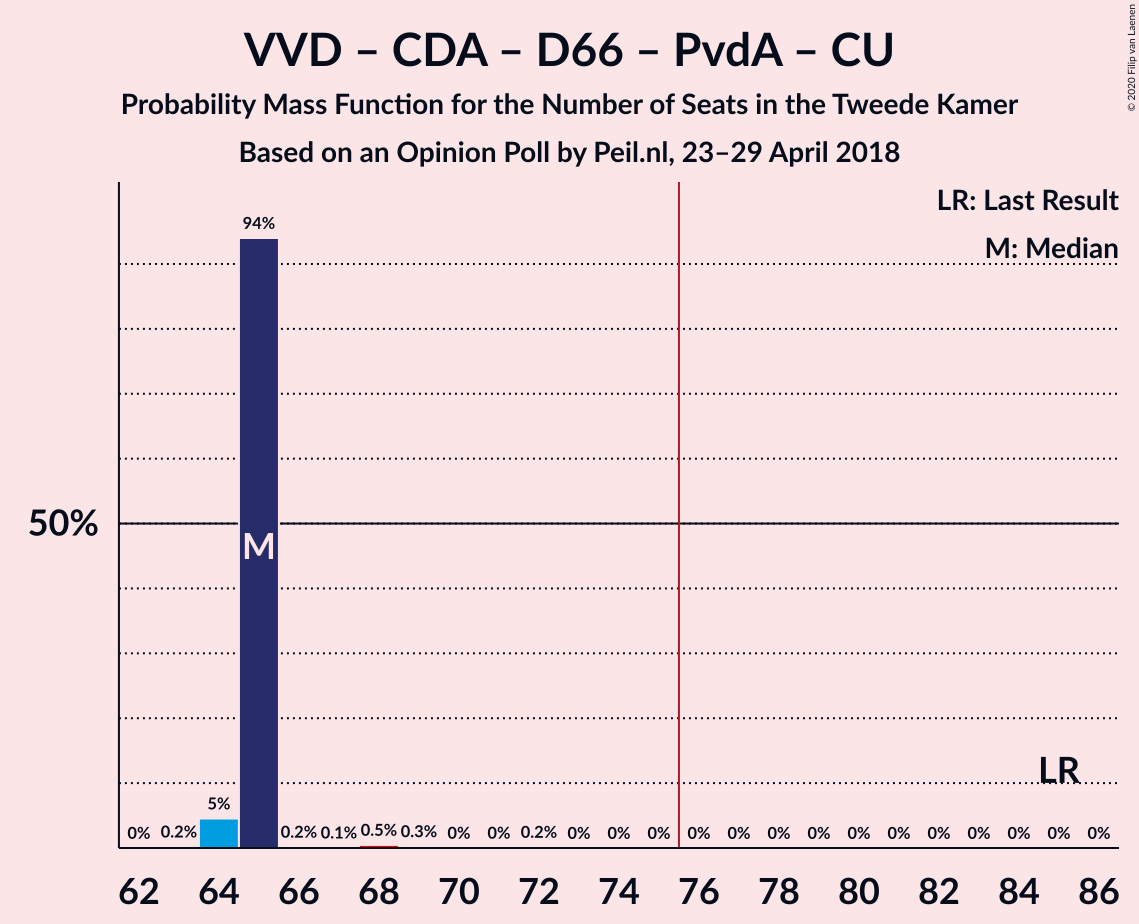 VVD – CDA – D66 – PvdA – CU
Probability Mass Function for the Number of Seats in the Tweede Kamer
Based on an Opinion Poll by Peil.nl, 23–29 April 2018
© 2020 Filip van Laenen
LR: Last Result
M: Median
94%
50%
M
LR
5%
0% 0.2% 0.2% 0.1% 0.5% 0.3% 0% 0% 0.2% 0% 0% 0% 0% 0% 0% 0% 0% 0% 0% 0% 0% 0% 0%
62 64 66 68 70 72 74 76 78 80 82 84 86